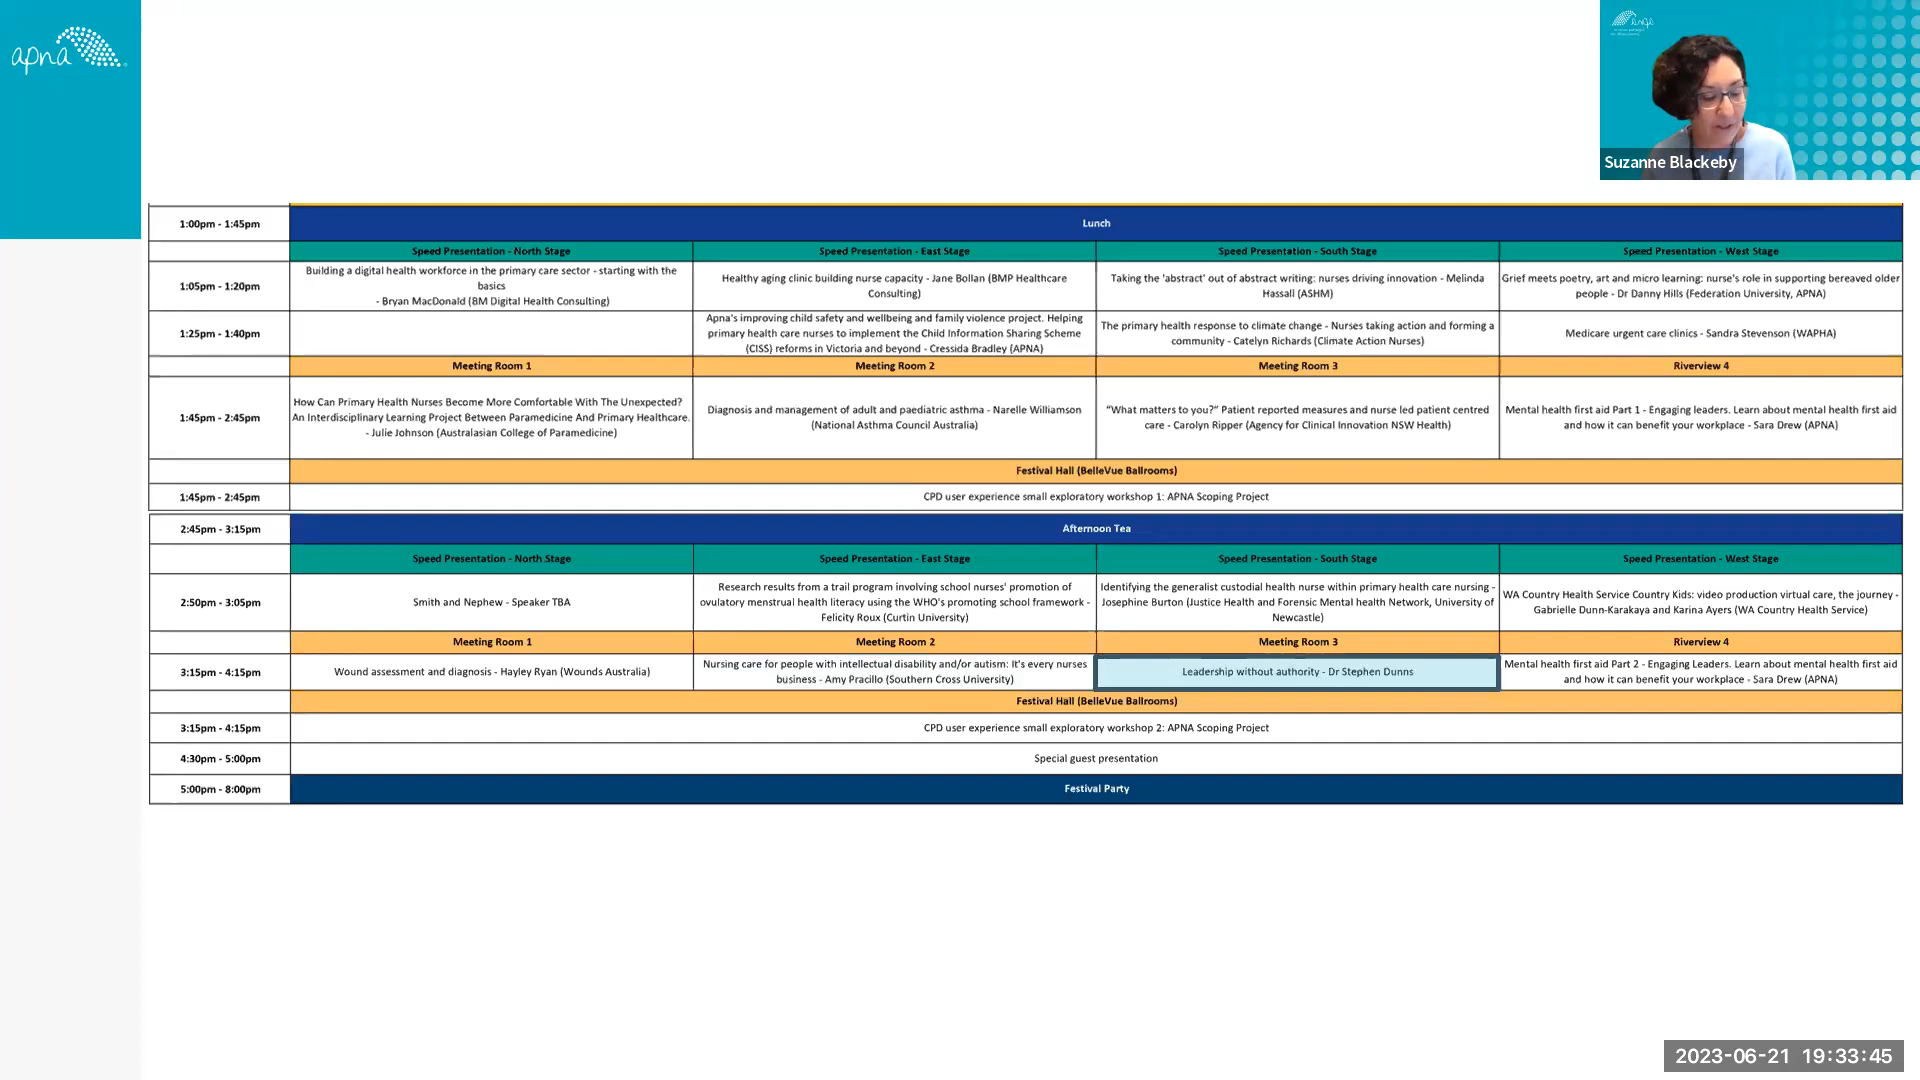 apna
Suzanne Blackeby
1:00pm - 1:45pm
Lunch
Speed Presentation - North Stage
Speed Presentation - East Stage
Speed Presentation - South Stage
Speed Presentation - West Stage
1:05pm - 1:20pm
Building a digital health workforce in the primary care sector - starting with the
basics
- Bryan MacDonald (BM Digital Health Consulting)
Healthy aging clinic building nurse capacity - Jane Bollan (BMP Healthcare
Consulting)
Taking the 'abstract' out of abstract writing: nurses driving innovation - Melinda
Hassall (ASHM)
Grief meets poetry, art and micro learning: nurse's role in supporting bereaved older
people - Dr Danny Hills (Federation University, APNA)
1:25pm - 1:40pm
Apna's improving child safety and wellbeing and family violence project. Helping
primary health care nurses to implement the Child Information Sharing Scheme
(CISS) reforms in Victoria and beyond - Cressida Bradley (APNA)
The primary health response to climate change - Nurses taking action and forming a
community - Catelyn Richards (Climate Action Nurses)
Medicare urgent care clinics - Sandra Stevenson (WAPHA)
Meeting Room 1
Meeting Room 2
Meeting Room 3
Riverview 4
1:45pm - 2:45pm
How Can Primary Health Nurses Become More Comfortable With The Unexpected?
An Interdisciplinary Learning Project Between Paramedicine And Primary Healthcare.
- Julie Johnson (Australasian College of Paramedicine)
Diagnosis and management of adult and paediatric asthma - Narelle Williamson
(National Asthma Council Australia)
"What matters to you?" Patient reported measures and nurse led patient centred
care - Carolyn Ripper (Agency for Clinical Innovation NSW Health)
Mental health first aid Part 1 - Engaging leaders. Learn about mental health first aid
and how it can benefit your workplace - Sara Drew (APNA)
Festival Hall (BelleVue Ballrooms)
1:45pm - 2:45pm
CPD user experience small exploratory workshop 1: APNA Scoping Project
2:45pm - 3:15pm
Afternoon Tea
Speed Presentation - North Stage
Speed Presentation - East Stage
Speed Presentation - South Stage
Speed Presentation - West Stage
2:50pm - 3:05pm
Smith and Nephew - Speaker TBA
Research results from a trail program involving school nurses' promotion of
ovulatory menstrual health literacy using the WHO's promoting school framework -
Felicity Roux (Curtin University)
Identifying the generalist custodial health nurse within primary health care nursing -
Josephine Burton (Justice Health and Forensic Mental health Network, University of
Newcastle)
WA Country Health Service Country Kids: video production virtual care, the journey -
Gabrielle Dunn-Karakaya and Karina Ayers (WA Country Health Service)
Meeting Room 1
Meeting Room 2
Meeting Room 3
Riverview 4
3:15pm - 4:15pm
Wound assessment and diagnosis - Hayley Ryan (Wounds Australia)
Nursing care for people with intellectual disability and/or autism: It's every nurses
business - Amy Pracillo (Southern Cross University)
Leadership without authority - Dr Stephen Dunns
Mental health first aid Part 2 - Engaging Leaders. Learn about mental health first aid
and how it can benefit your workplace - Sara Drew (APNA)
Festival Hall (BelleVue Ballrooms)
3:15pm - 4:15pm
CPD user experience small exploratory workshop 2: APNA Scoping Project
4:30pm - 5:00pm
Special guest presentation
5:00pm - 8:00pm
Festival Party
2023-06-21 19:33:45